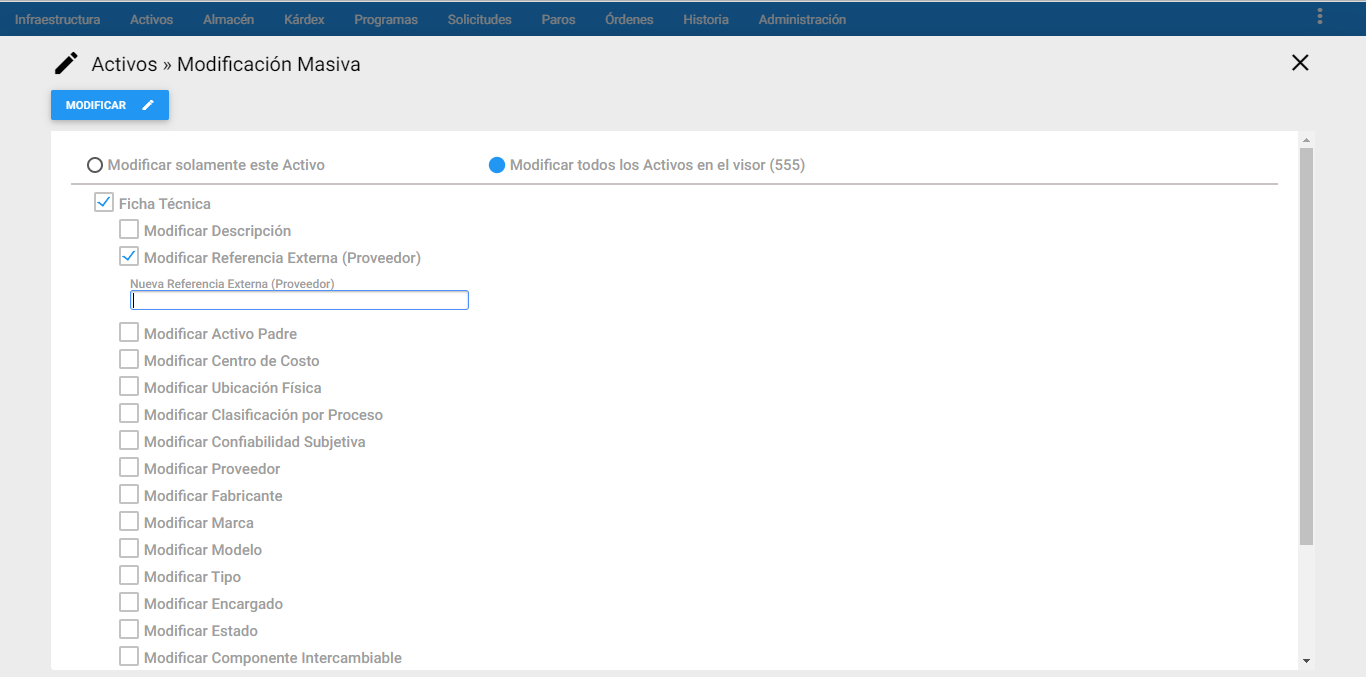 Infraestructura Activos Almacén Kárdex Programas Solicitudes Paros Órdenes Historia Administración
Activos » Modificación Masiva
MODIFICAR
Modificar solamente este Activo Modificar todos los Activos en el visor (555)
Ficha Técnica
Modificar Descripción
Modificar Referencia Externa (Proveedor)
Nueva Referencia Externa (Proveedor)
Modificar Activo Padre
Modificar Centro de Costo
Modificar Ubicación Física
Modificar Clasificación por Proceso
Modificar Confiabilidad Subjetiva
Modificar Proveedor
Modificar Fabricante
Modificar Marca
Modificar Modelo
Modificar Tipo
Modificar Encargado
Modificar Estado
Modificar Componente Intercambiable